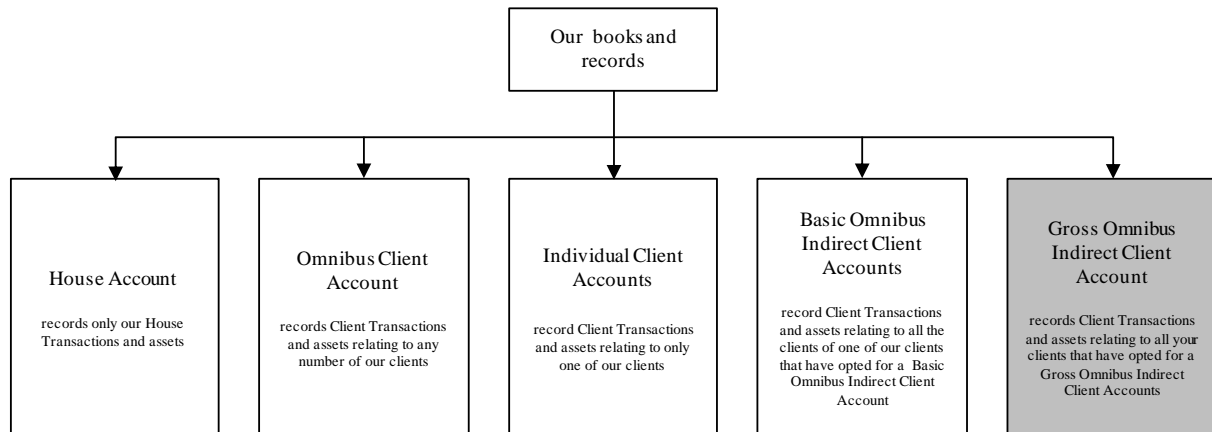 Our books and
records
House Account
records only our House
Transactions and assets
Omnibus Client
Account
records Client Transactions
and assets relating to any
number of our clients
Individual Client
Accounts
record Client Transactions
and assets relating to only
one of our clients
Basic Omnibus
Indirect Client
Accounts
record Client Transactions
and assets relating to all the
clients of one of our clients
that have opted for a Basic
Omnibus Indirect Client
Account
Gross Omnibus
Indirect Client
Account
records Client Transactions
and assets relating to all your
clients that have opted for a
Gross Omnibus Indirect
Client Accounts